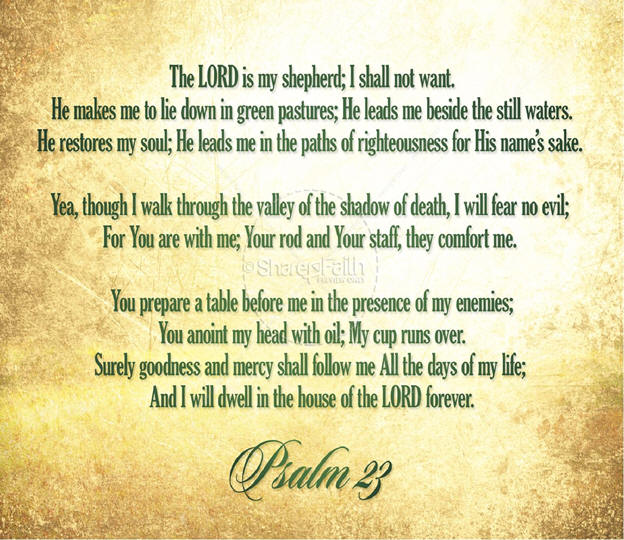 The LORD is my shepherd; I shall not want.
He makes me to lie down in green pastures; He leads me beside the still waters.
He restores my soul; He leads me in the paths of righteousness for His name's sake.
Yea, though I walk through the valley of the shadow of death, I will fear no evil;
For You are with me; Your rod and Your staff, they comfort me.
© ShareFaith
PREVIEW ONLY
You prepare a table before me in the presence of my enemies;
You anoint my head with oil; My cup runs over.
Surely goodness and mercy shall follow me All the days of my life;
And I will dwell in the house of the LORD forever.
Psalm 23